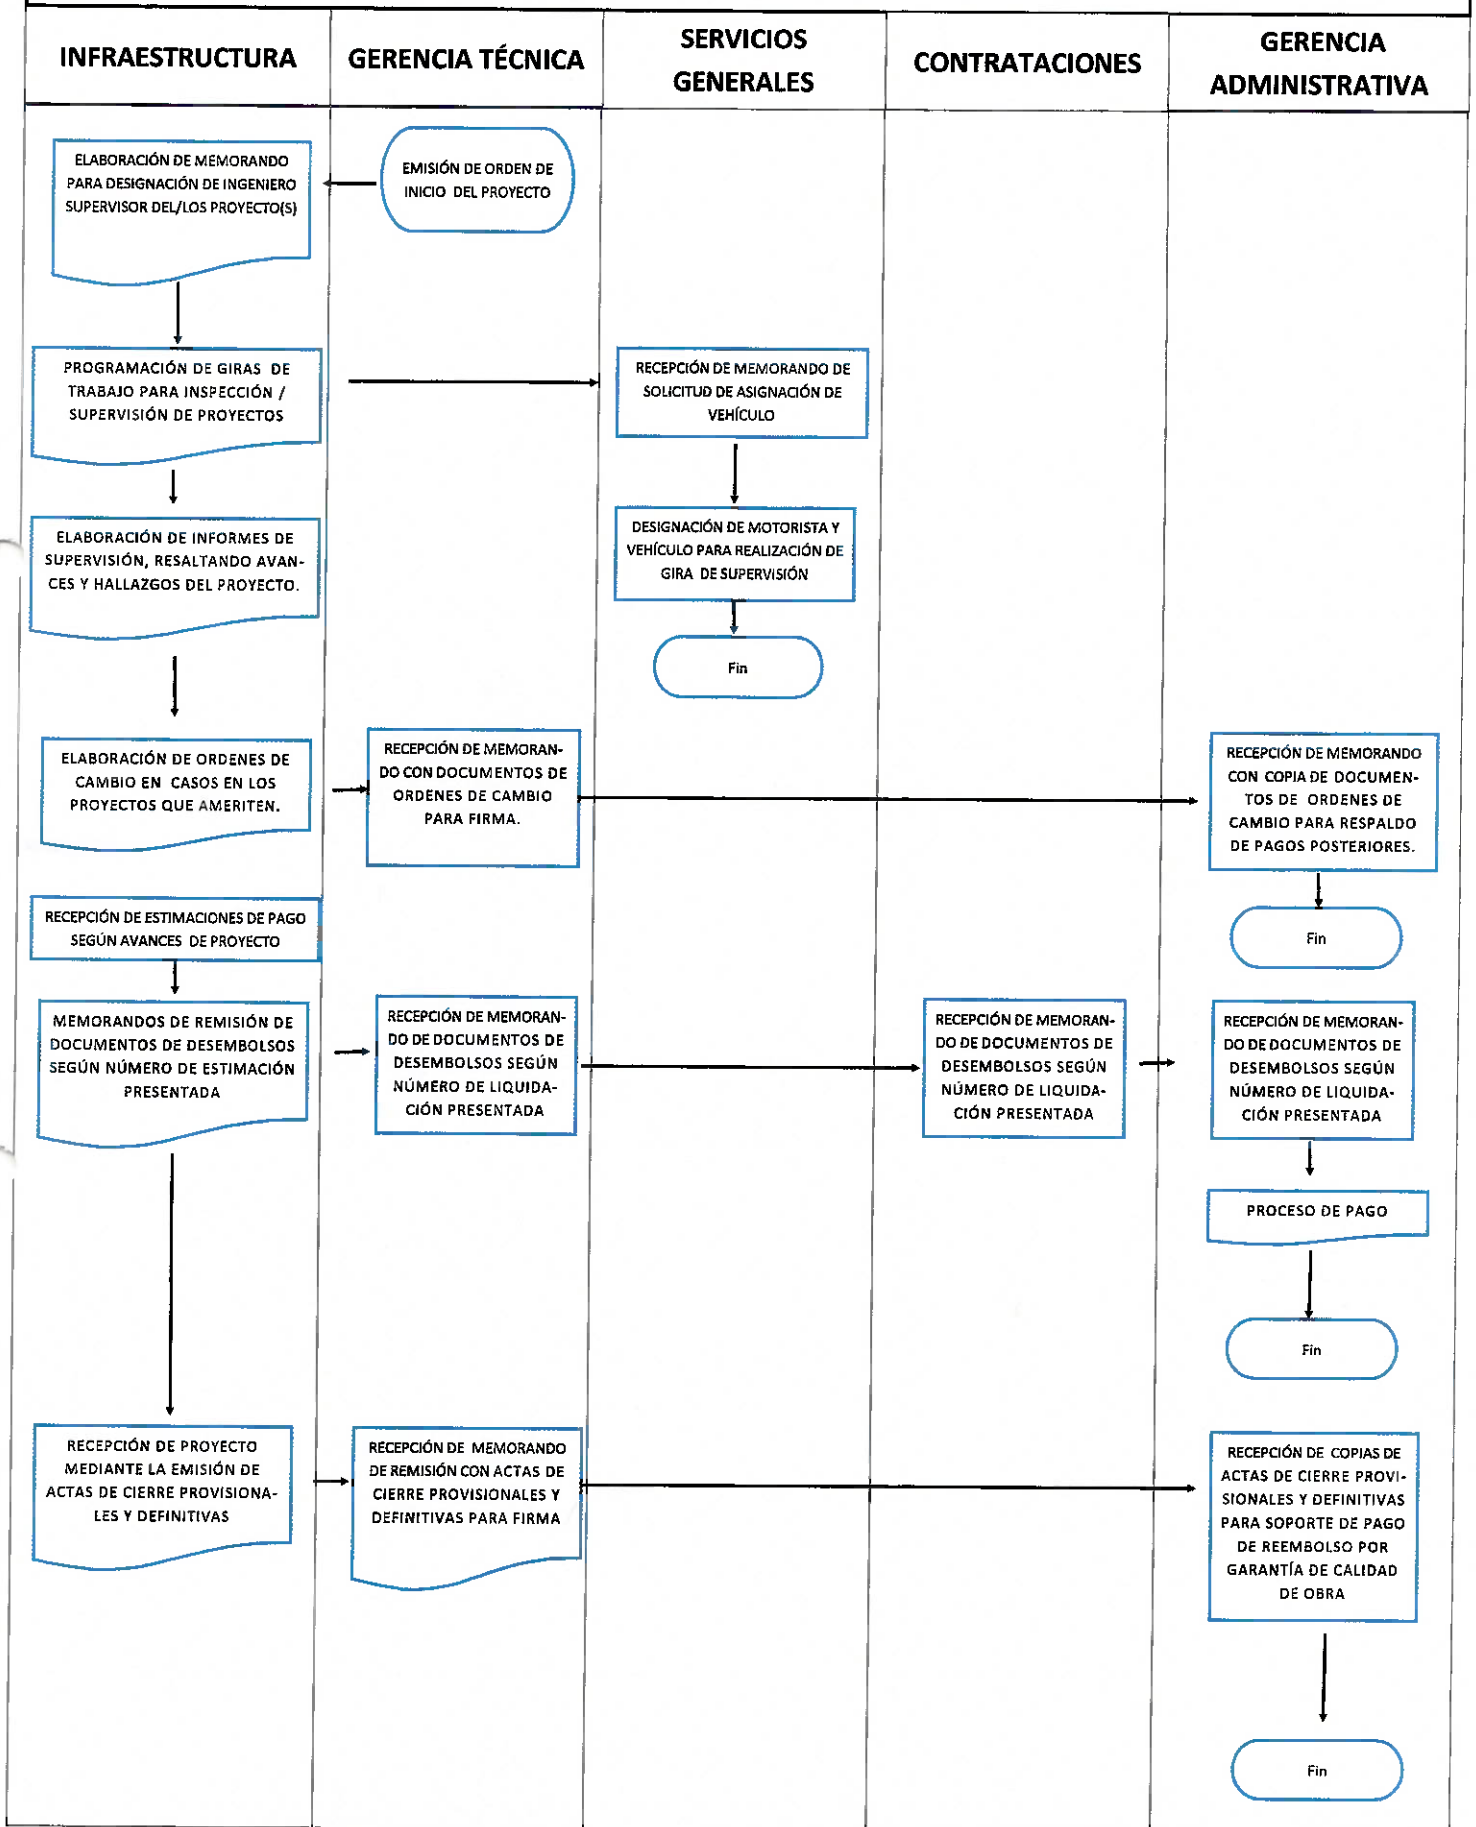 INFRAESTRUCTURA
GERENCIA TÉCNICA
SERVICIOS
GENERALES
CONTRATACIONES
GERENCIA
ADMINISTRATIVA
ELABORACIÓN DE MEMORANDO
PARA DESIGNACIÓN DE INGENIERO
SUPERVISOR DEL/LOS PROYECTO(S)
EMISIÓN DE ORDEN DE
INICIO DEL PROYECTO
PROGRAMACIÓN DE GIRAS DE
TRABAJO PARA INSPECCIÓN /
SUPERVISIÓN DE PROYECTOS
RECEPCIÓN DE MEMORANDO DE
SOLICITUD DE ASIGNACIÓN DE
VEHÍCULO
ELABORACIÓN DE INFORMES DE
SUPERVISIÓN, RESALTANDO AVAN-
CES Y HALLAZGOS DEL PROYECTO.
DESIGNACIÓN DE MOTORISTA Y
VEHÍCULO PARA REALIZACIÓN DE
GIRA DE SUPERVISIÓN
Fin
ELABORACIÓN DE ORDENES DE
CAMBIO EN CASOS EN LOS
PROYECTOS QUE AMERITEN.
RECEPCIÓN DE MEMORAN-
DO CON DOCUMENTOS DE
ORDENES DE CAMBIO
PARA FIRMA.
RECEPCIÓN DE MEMORANDO
CON COPIA DE DOCUMEN-
TOS DE ORDENES DE
CAMBIO PARA RESPALDO
DE PAGOS POSTERIORES.
Fin
RECEPCIÓN DE ESTIMACIONES DE PAGO
SEGÚN AVANCES DE PROYECTO
MEMORANDOS DE REMISIÓN DE
DOCUMENTOS DE DESEMBOLSOS
SEGÚN NÚMERO DE ESTIMACIÓN
PRESENTADA
RECEPCIÓN DE MEMORAN-
DO DE DOCUMENTOS DE
DESEMBOLSOS SEGÚN
NÚMERO DE LIQUIDA-
CIÓN PRESENTADA
RECEPCIÓN DE MEMORAN-
DO DE DOCUMENTOS DE
DESEMBOLSOS SEGÚN
NÚMERO DE LIQUIDA-
CIÓN PRESENTADA
RECEPCIÓN DE MEMORAN-
DO DE DOCUMENTOS DE
DESEMBOLSOS SEGÚN
NÚMERO DE LIQUIDA-
CIÓN PRESENTADA
PROCESO DE PAGO
Fin
RECEPCIÓN DE PROYECTO
MEDIANTE LA EMISIÓN DE
ACTAS DE CIERRE PROVISIONA-
LES Y DEFINITIVAS
RECEPCIÓN DE MEMORANDO
DE REMISIÓN CON ACTAS DE
CIERRE PROVISIONALES Y
DEFINITIVAS PARA FIRMA
RECEPCIÓN DE COPIAS DE
ACTAS DE CIERRE PROVI-
SIONALES Y DEFINITIVAS
PARA SOPORTE DE PAGO
DE REEMBOLSO POR
GARANTÍA DE CALIDAD
DE OBRA
Fin